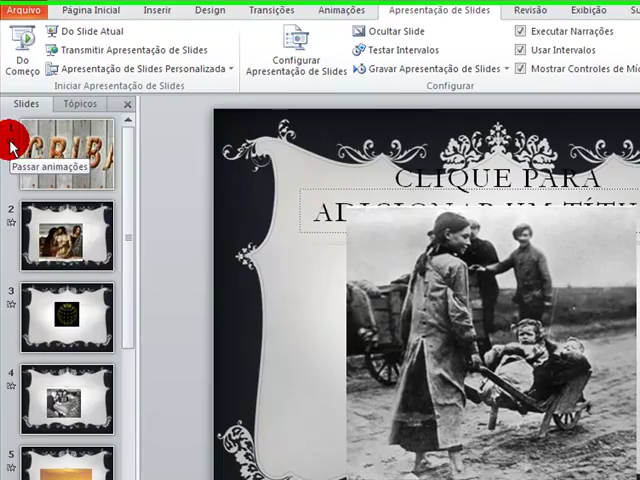 Arquivo Página Inicial Inserir Design Transições Animações Apresentação de Slides Revisão Exibição Su
Do Começo
Do Slide Atual
Transmitir Apresentação de Slides
Apresentação de Slides Personalizada
Iniciar Apresentação de Slides
Configurar Apresentação de Slides
Ocultar Slide
Testar Intervalos
Gravar Apresentação de Slides
Executar Narrações
Usar Intervalos
Mostrar Controles de Mí
Configurar
Slides Tópicos
1
Passar animações
2
3
4
5
CLIQUE PARA